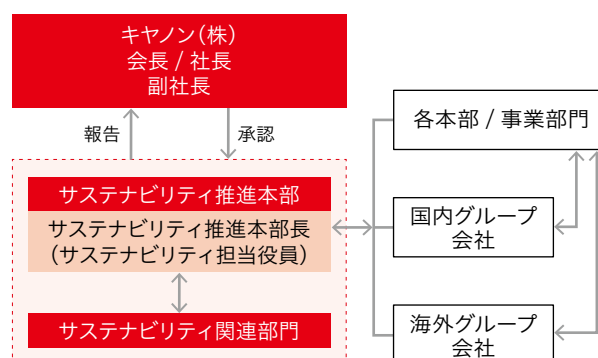 キヤノン（株）
会長 / 社長
副社長
報告
承認
サステナビリティ推進本部
サステナビリティ推進本部長
（サステナビリティ担当役員）
サステナビリティ関連部門
各本部 / 事業部門
国内グループ
会社
海外グループ
会社